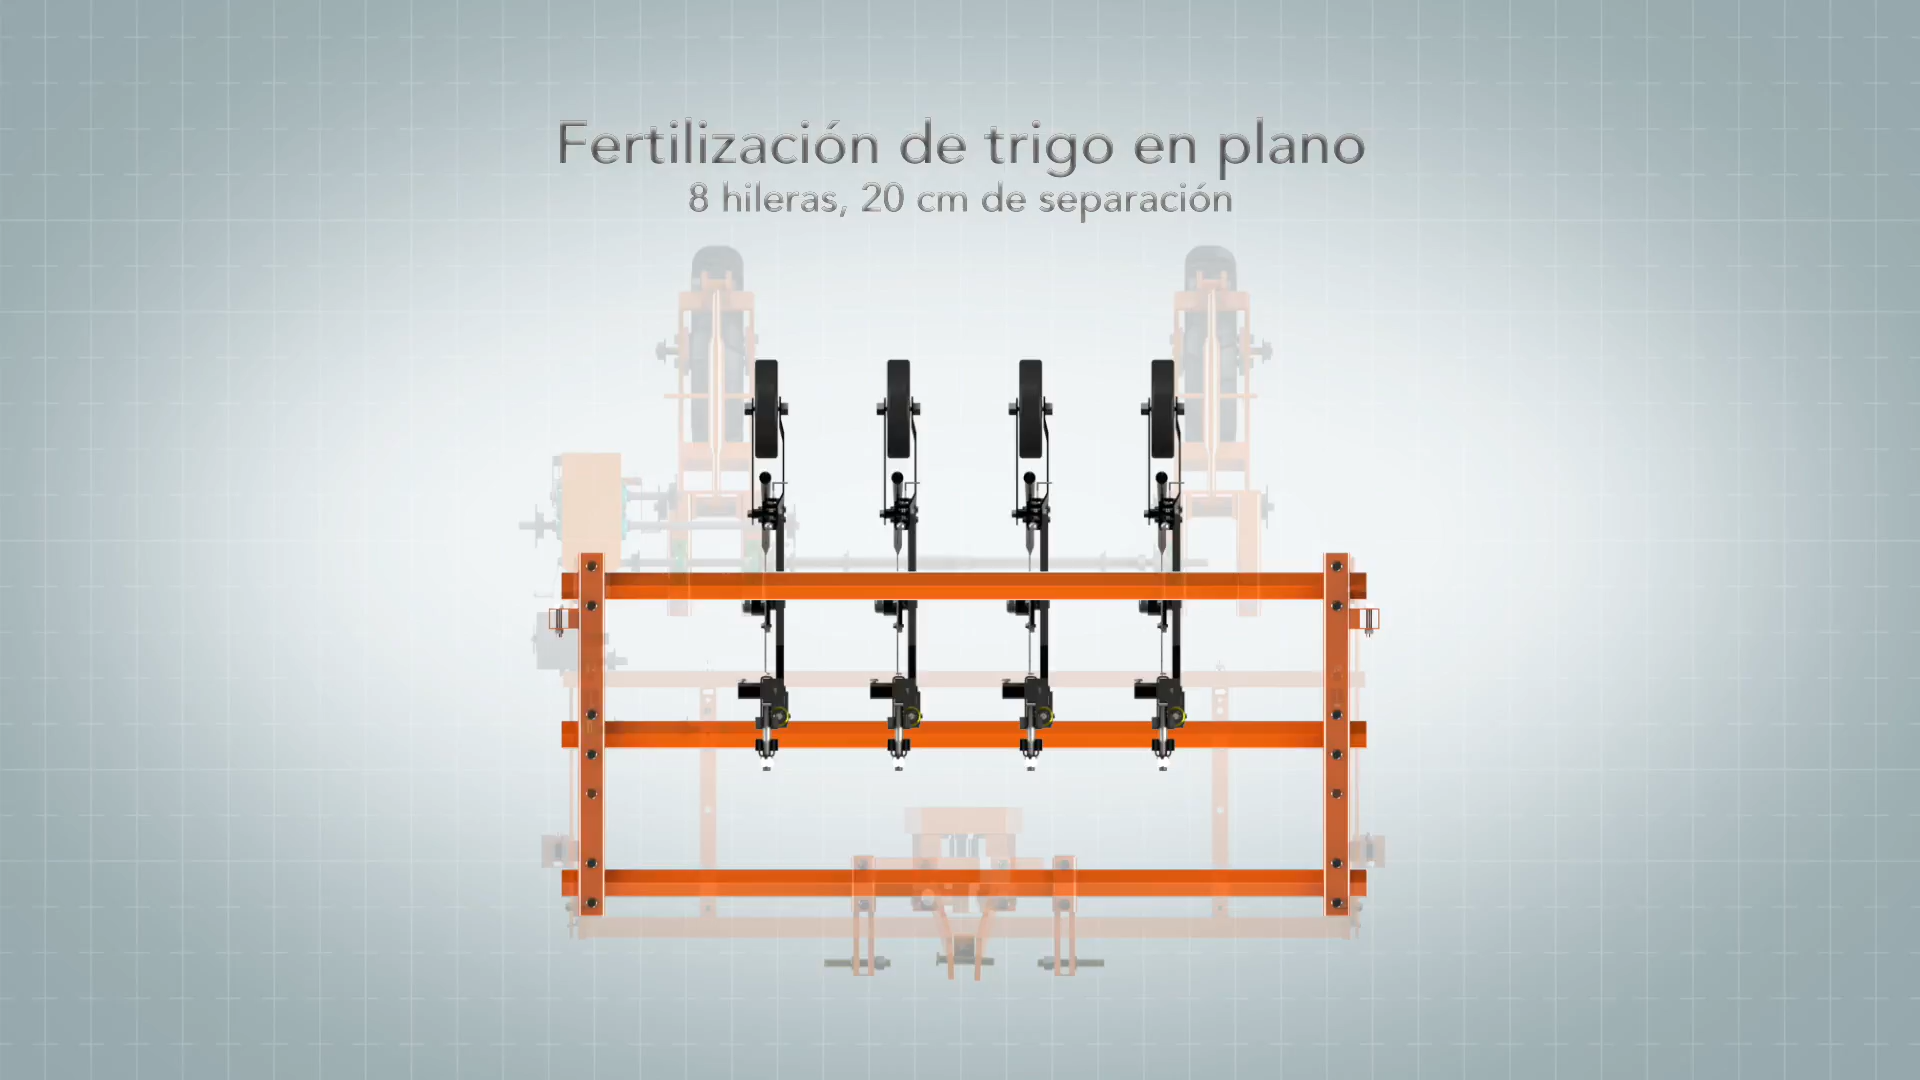 Fertilización de trigo en plano
8 hileras, 20 cm de separación